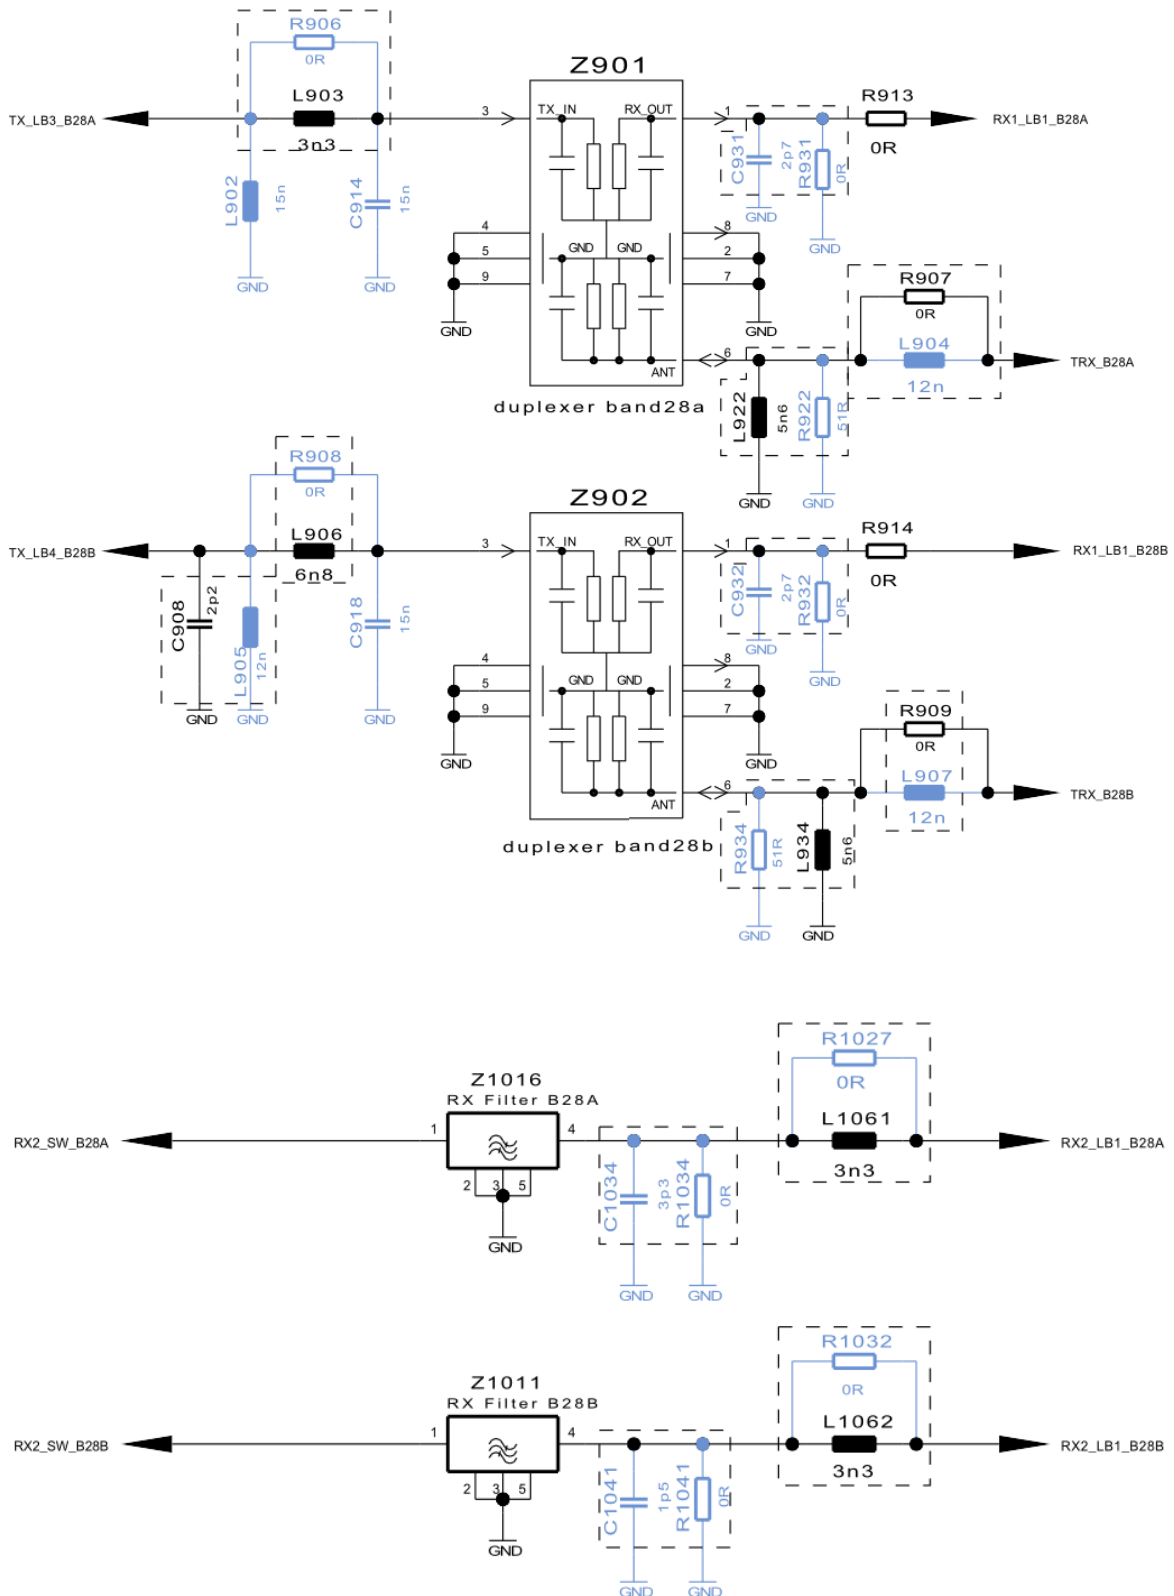 R906
0R
Z901
L903
R913
TX_LB3_B28A
3
TX_IN
RX_OUT
1
RX1_LB1_B28A
3n3
0R
C931
2p7
R931
0R
L902
15n
C914
15n
GND
GND
4
5
9
GND
GND
8
2
7
GND
GND
GND
GND
R907
0R
6
L904
TRX_B28A
ANT
12n
duplexer band28a
L922
5n6
R922
51R
GND
GND
R908
0R
Z902
L906
R914
TX_LB4_B28B
3
TX_IN
RX_OUT
1
RX1_LB1_B28B
6n8
0R
C908
2p2
L905
12n
C918
15n
C932
2p7
R932
0R
GND
GND
4
5
9
GND
GND
8
2
7
GND
GND
GND
GND
GND
R909
0R
L907
6
TRX_B28B
ANT
12n
duplexer band28b
R934
51R
L934
5n6
GND
GND
R1027
0R
Z1016
RX Filter B28A
L1061
RX2_SW_B28A
1
4
RX2_LB1_B28A
3n3
2
3
5
C1034
3p3
R1034
0R
GND
GND
GND
R1032
0R
Z1011
RX Filter B28B
L1062
RX2_SW_B28B
1
4
RX2_LB1_B28B
3n3
2
3
5
C1041
1p5
R1041
0R
GND
GND
GND